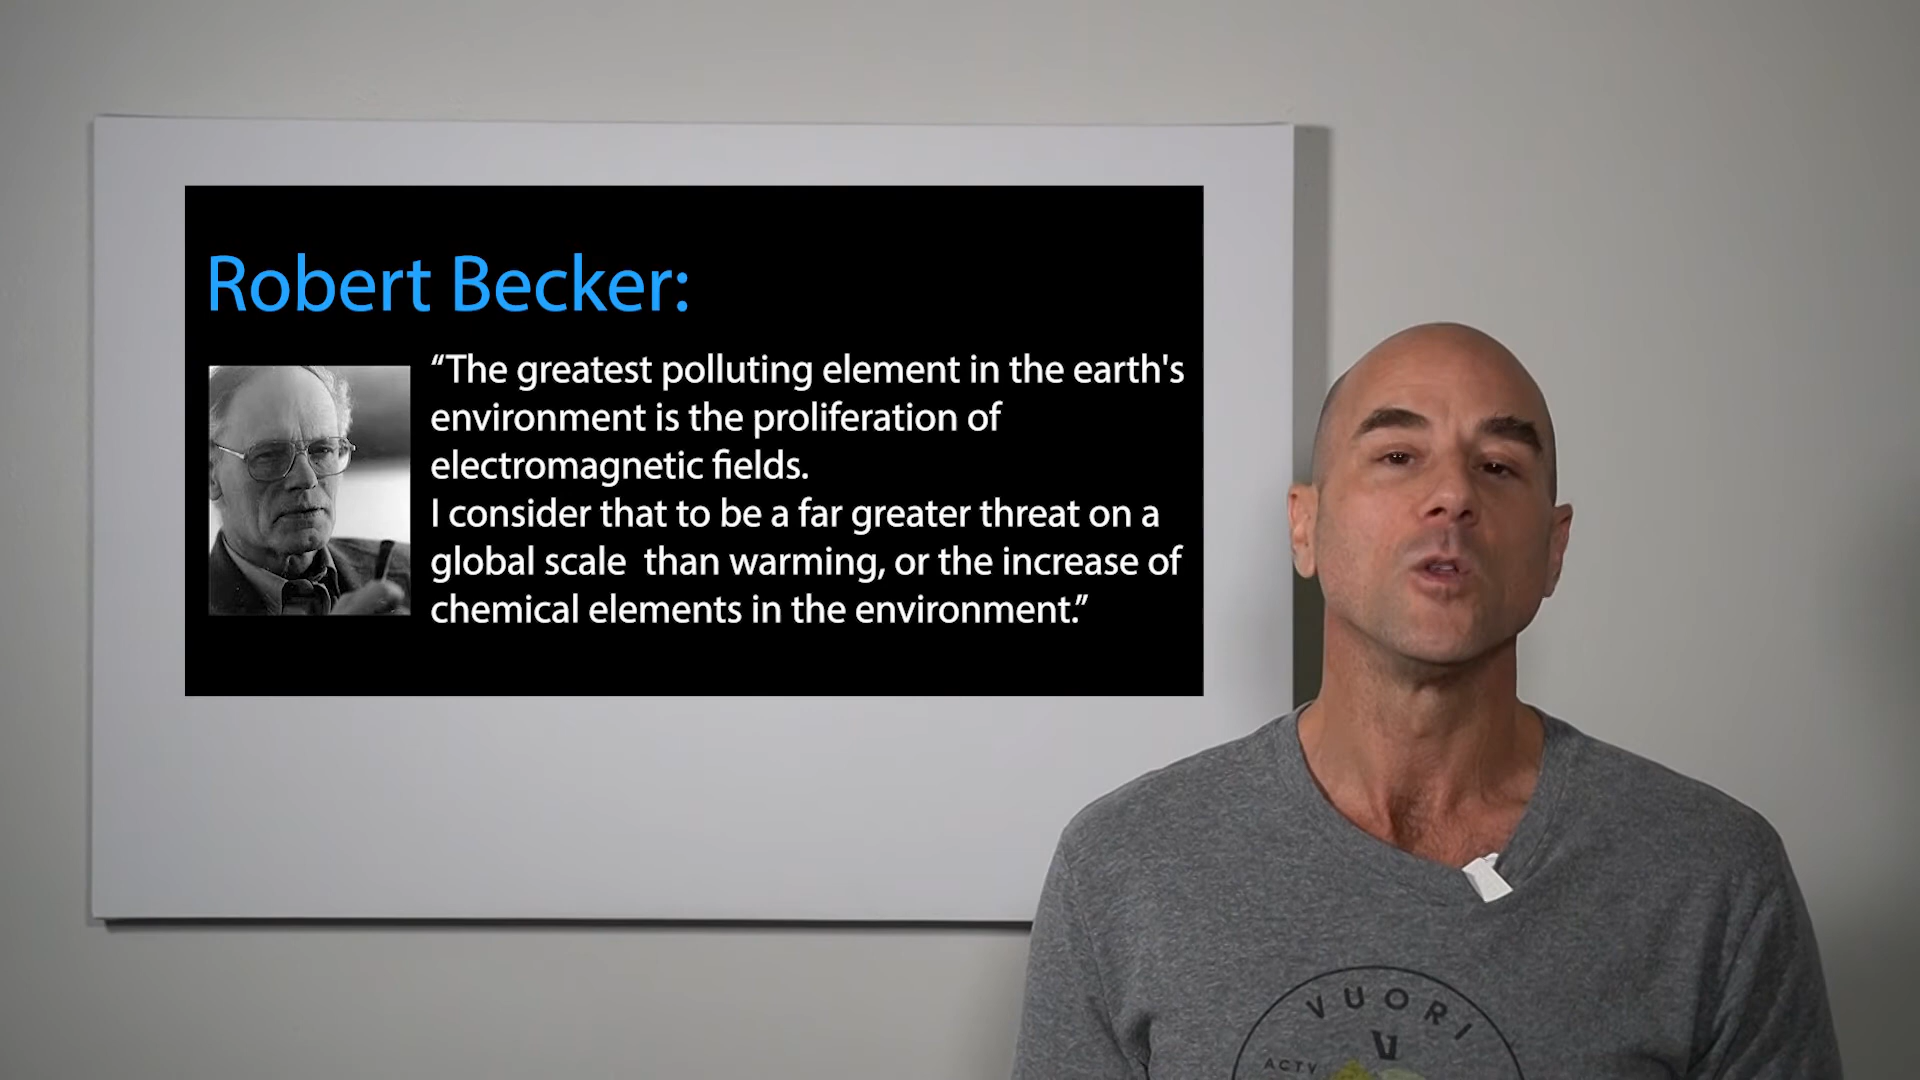 Robert Becker:
“The greatest polluting element in the earth's
environment is the proliferation of
electromagnetic fields.
I consider that to be a far greater threat on a
global scale  than warming, or the increase of
chemical elements in the environment.”
VUORI
V
ACTV